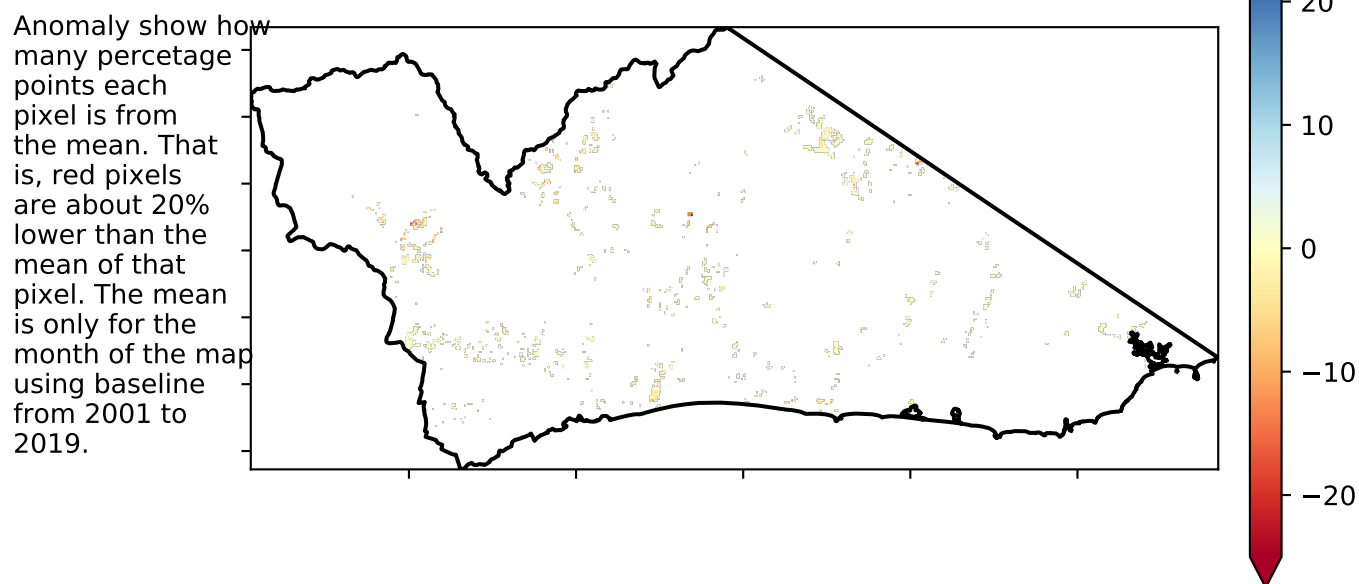 Anomaly show how
many percetage
points each
pixel is from
the mean. That
is, red pixels
are about 20%
lower than the
mean of that
pixel. The mean
is only for the
month of the map
using baseline
from 2001 to
2019.
20
10
0
−10
−20